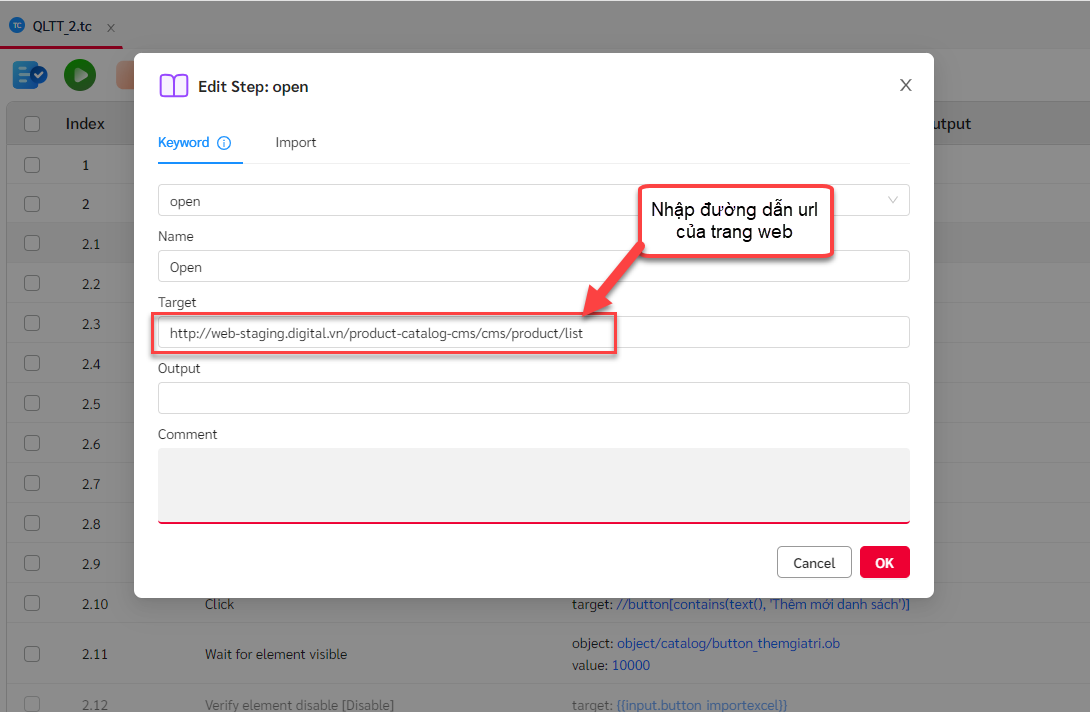 TC QLTT_2.tc
Edit Step: open
Keyword
Import
Index
utput
1
open
2
Name
Nhập đường dẫn url
của trang web
2.1
Open
2.2
Target
2.3
http://web-staging.digital.vn/product-catalog-cms/cms/product/list
2.4
Output
2.5
2.6
Comment
2.7
2.8
2.9
Cancel
OK
2.10 Click target: //button[contains(text(), 'Thêm mới danh sách')]
2.11 Wait for element visible object: object/catalog/button_themgiatri.ob
value: 10000
2.12 Verify element disable [Disable] target: {{input.button_importexcel}}